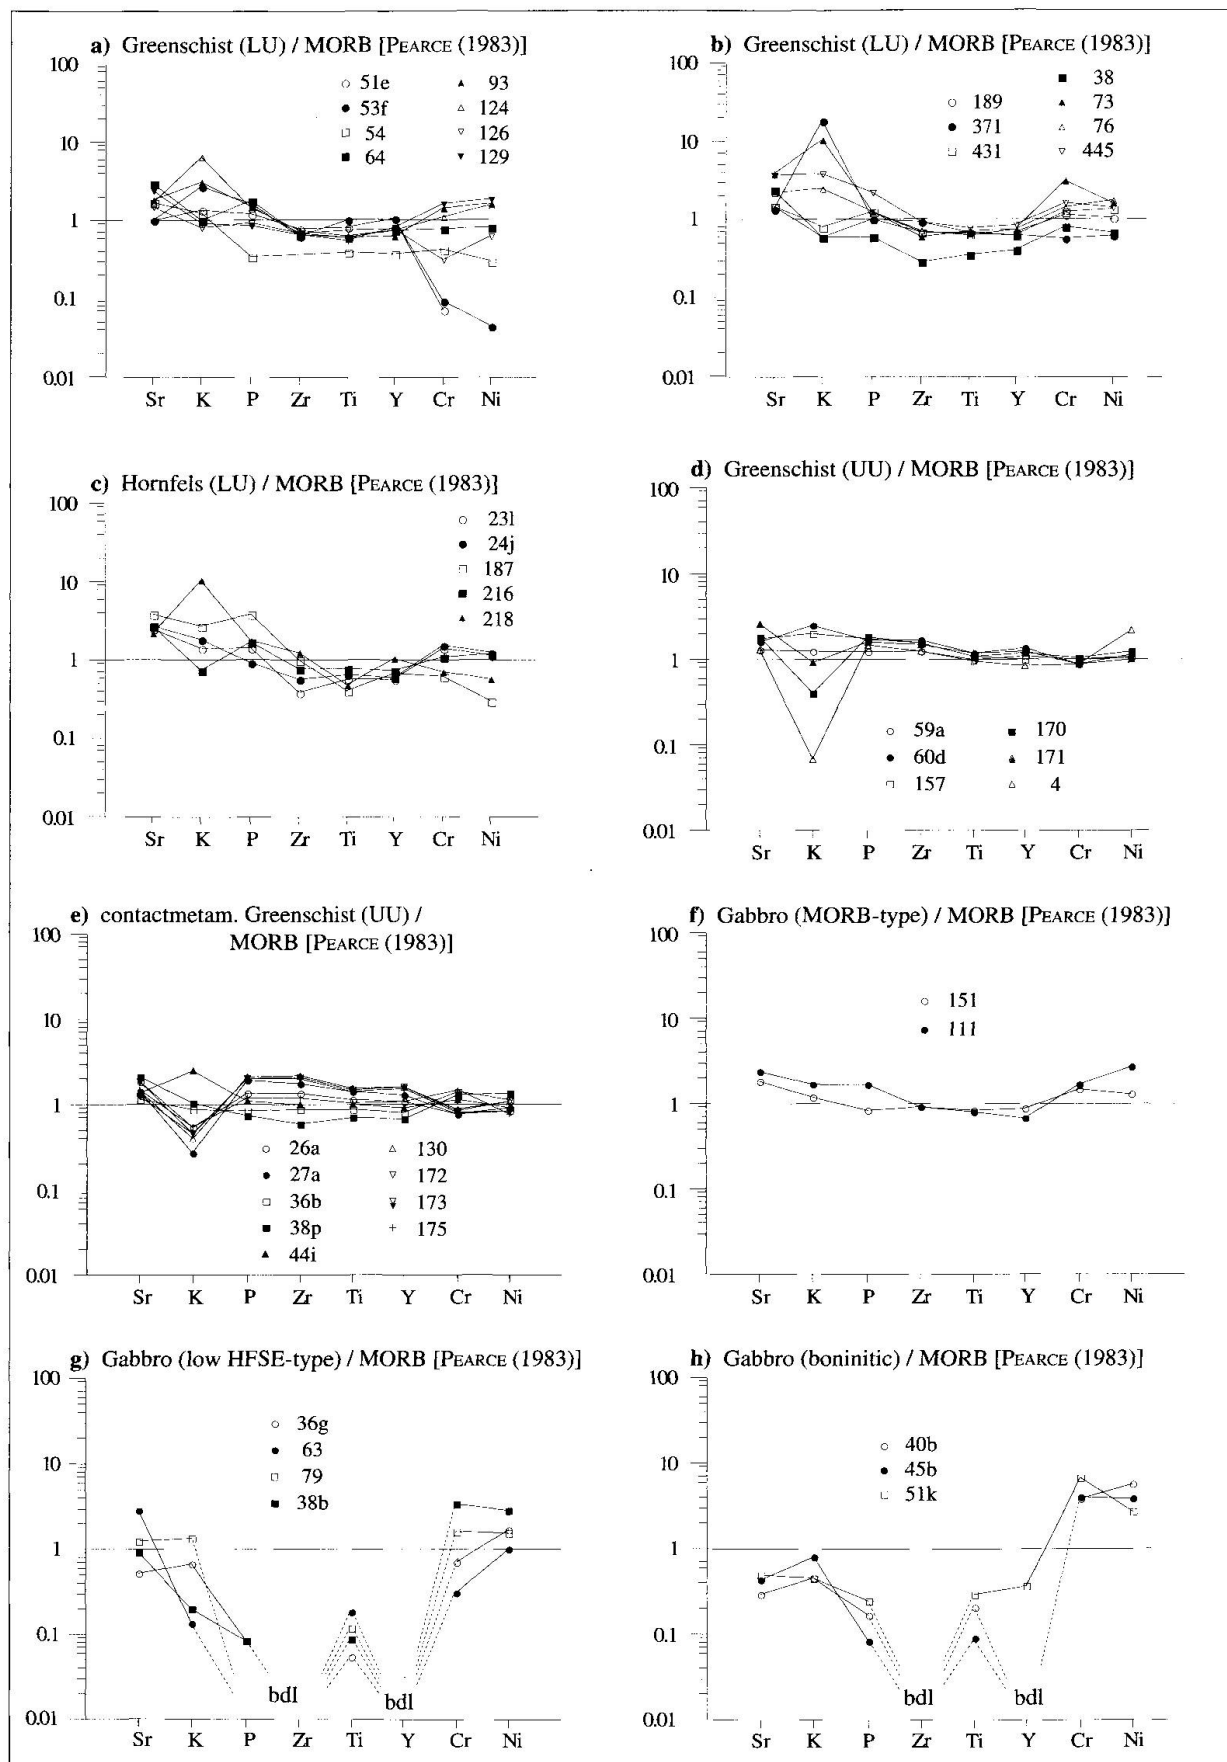 a) Greenschist (LU) / MORB [PEARCE (1983)]
100
10
1
0.1
0.01
51e
53f
54
64
93
124
126
129
Sr K P Zr Ti Y Cr Ni
b) Greenschist (LU) / MORB [PEARCE (1983)]
100
10
1
0.1
0.01
189
371
431
38
73
76
445
Sr K P Zr Ti Y Cr Ni
c) Hornfels (LU) / MORB [PEARCE (1983)]
100
10
1
0.1
0.01
23l
24j
187
216
218
Sr K P Zr Ti Y Cr Ni
d) Greenschist (UU) / MORB [PEARCE (1983)]
100
10
1
0.1
0.01
59a
60d
157
170
171
4
Sr K P Zr Ti Y Cr Ni
e) contactmetam. Greenschist (UU) /
MORB [PEARCE (1983)]
100
10
1
0.1
0.01
26a
27a
36b
38p
44i
130
172
173
175
Sr K P Zr Ti Y Cr Ni
f) Gabbro (MORB-type) / MORB [PEARCE (1983)]
100
10
1
0.1
0.01
151
111
Sr K P Zr Ti Y Cr Ni
g) Gabbro (low HFSE-type) / MORB [PEARCE (1983)]
100
10
1
0.1
0.01
36g
63
79
38b
bdl
bdl
Sr K P Zr Ti Y Cr Ni
h) Gabbro (boninitic) / MORB [PEARCE (1983)]
100
10
1
0.1
0.01
40b
45b
51k
bdl
bdl
Sr K P Zr Ti Y Cr Ni